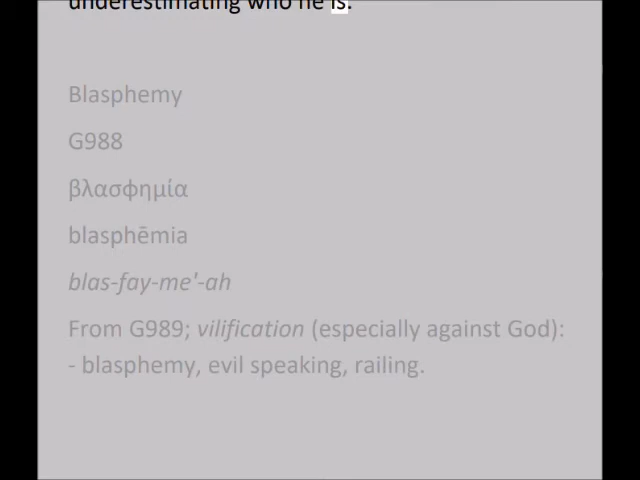 underestimating who he is.
Blasphemy
G988
βλασφημία
blasphēmia
blas-fay-me'-ah
From G989; vilification (especially against God):
- blasphemy, evil speaking, railing.